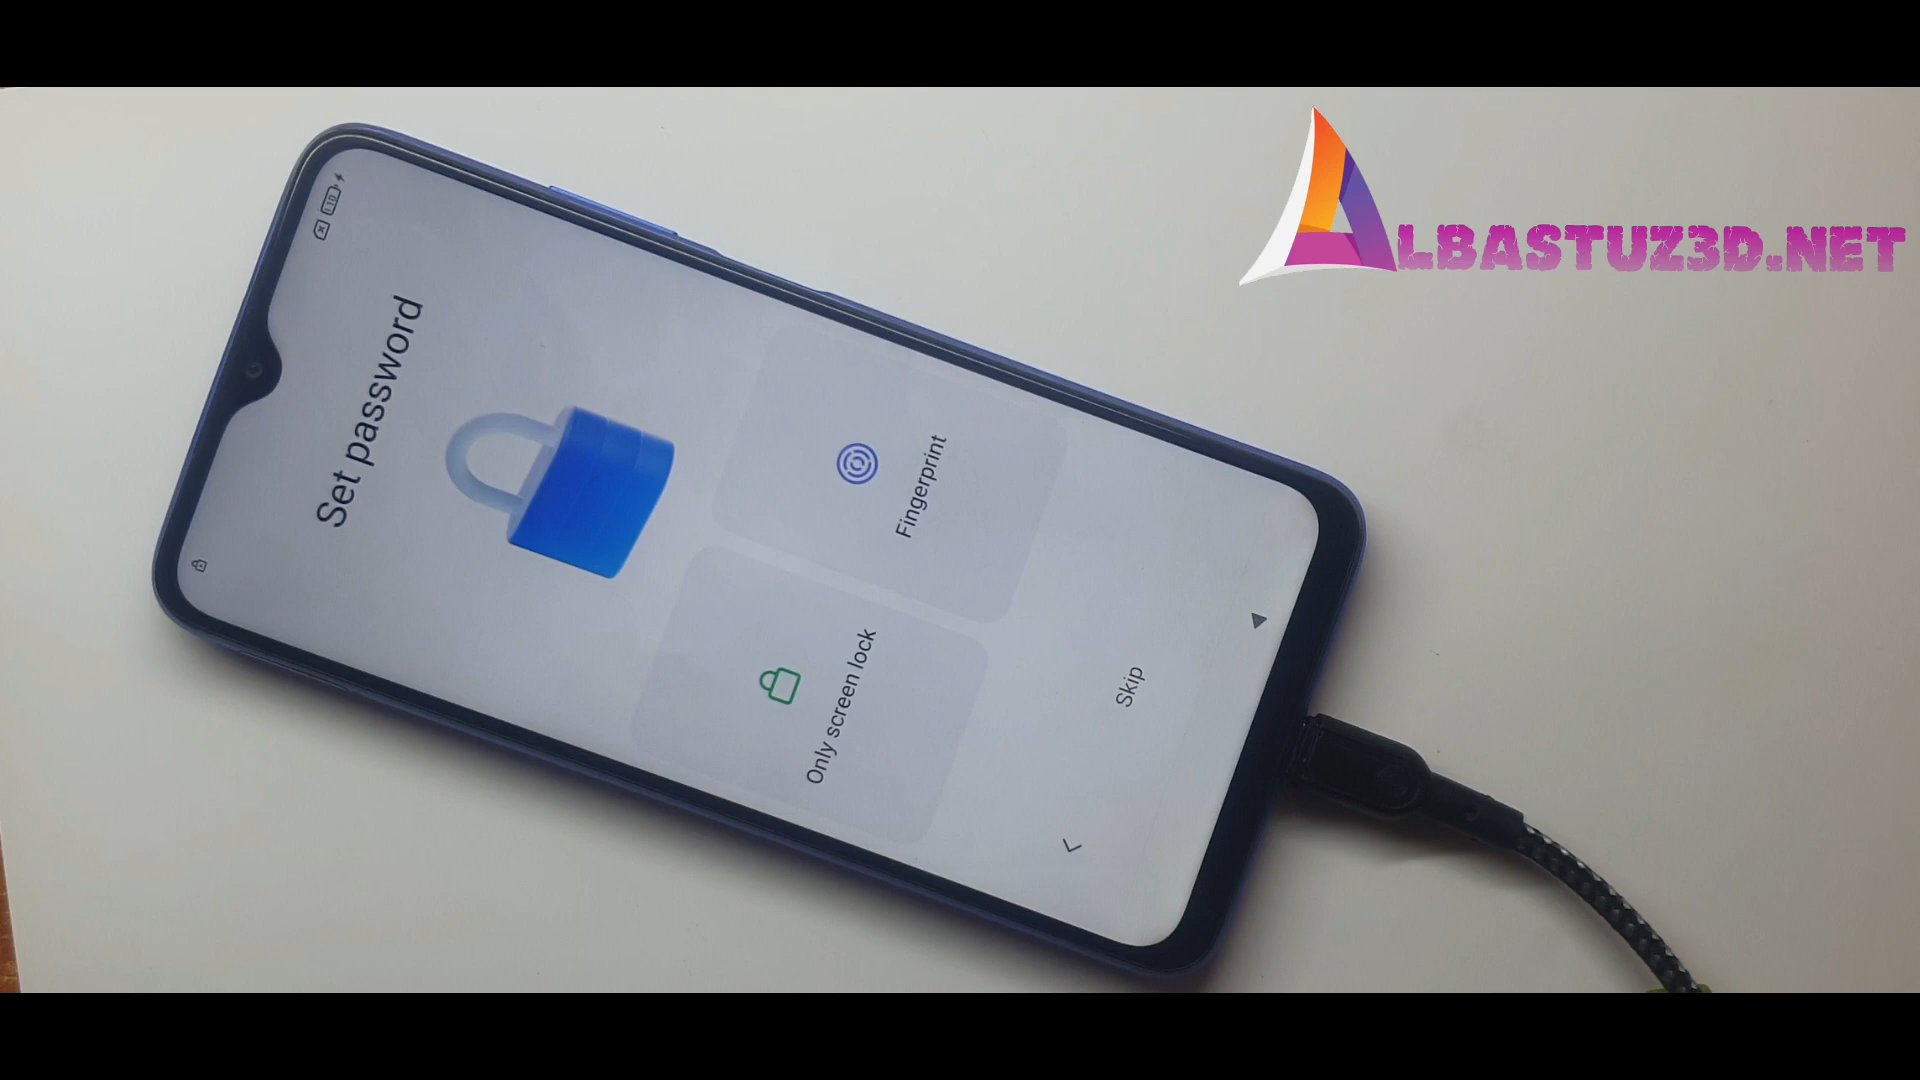 ALBASTUZ3D.NET
Set password
Fingerprint
Only screen lock
Skip